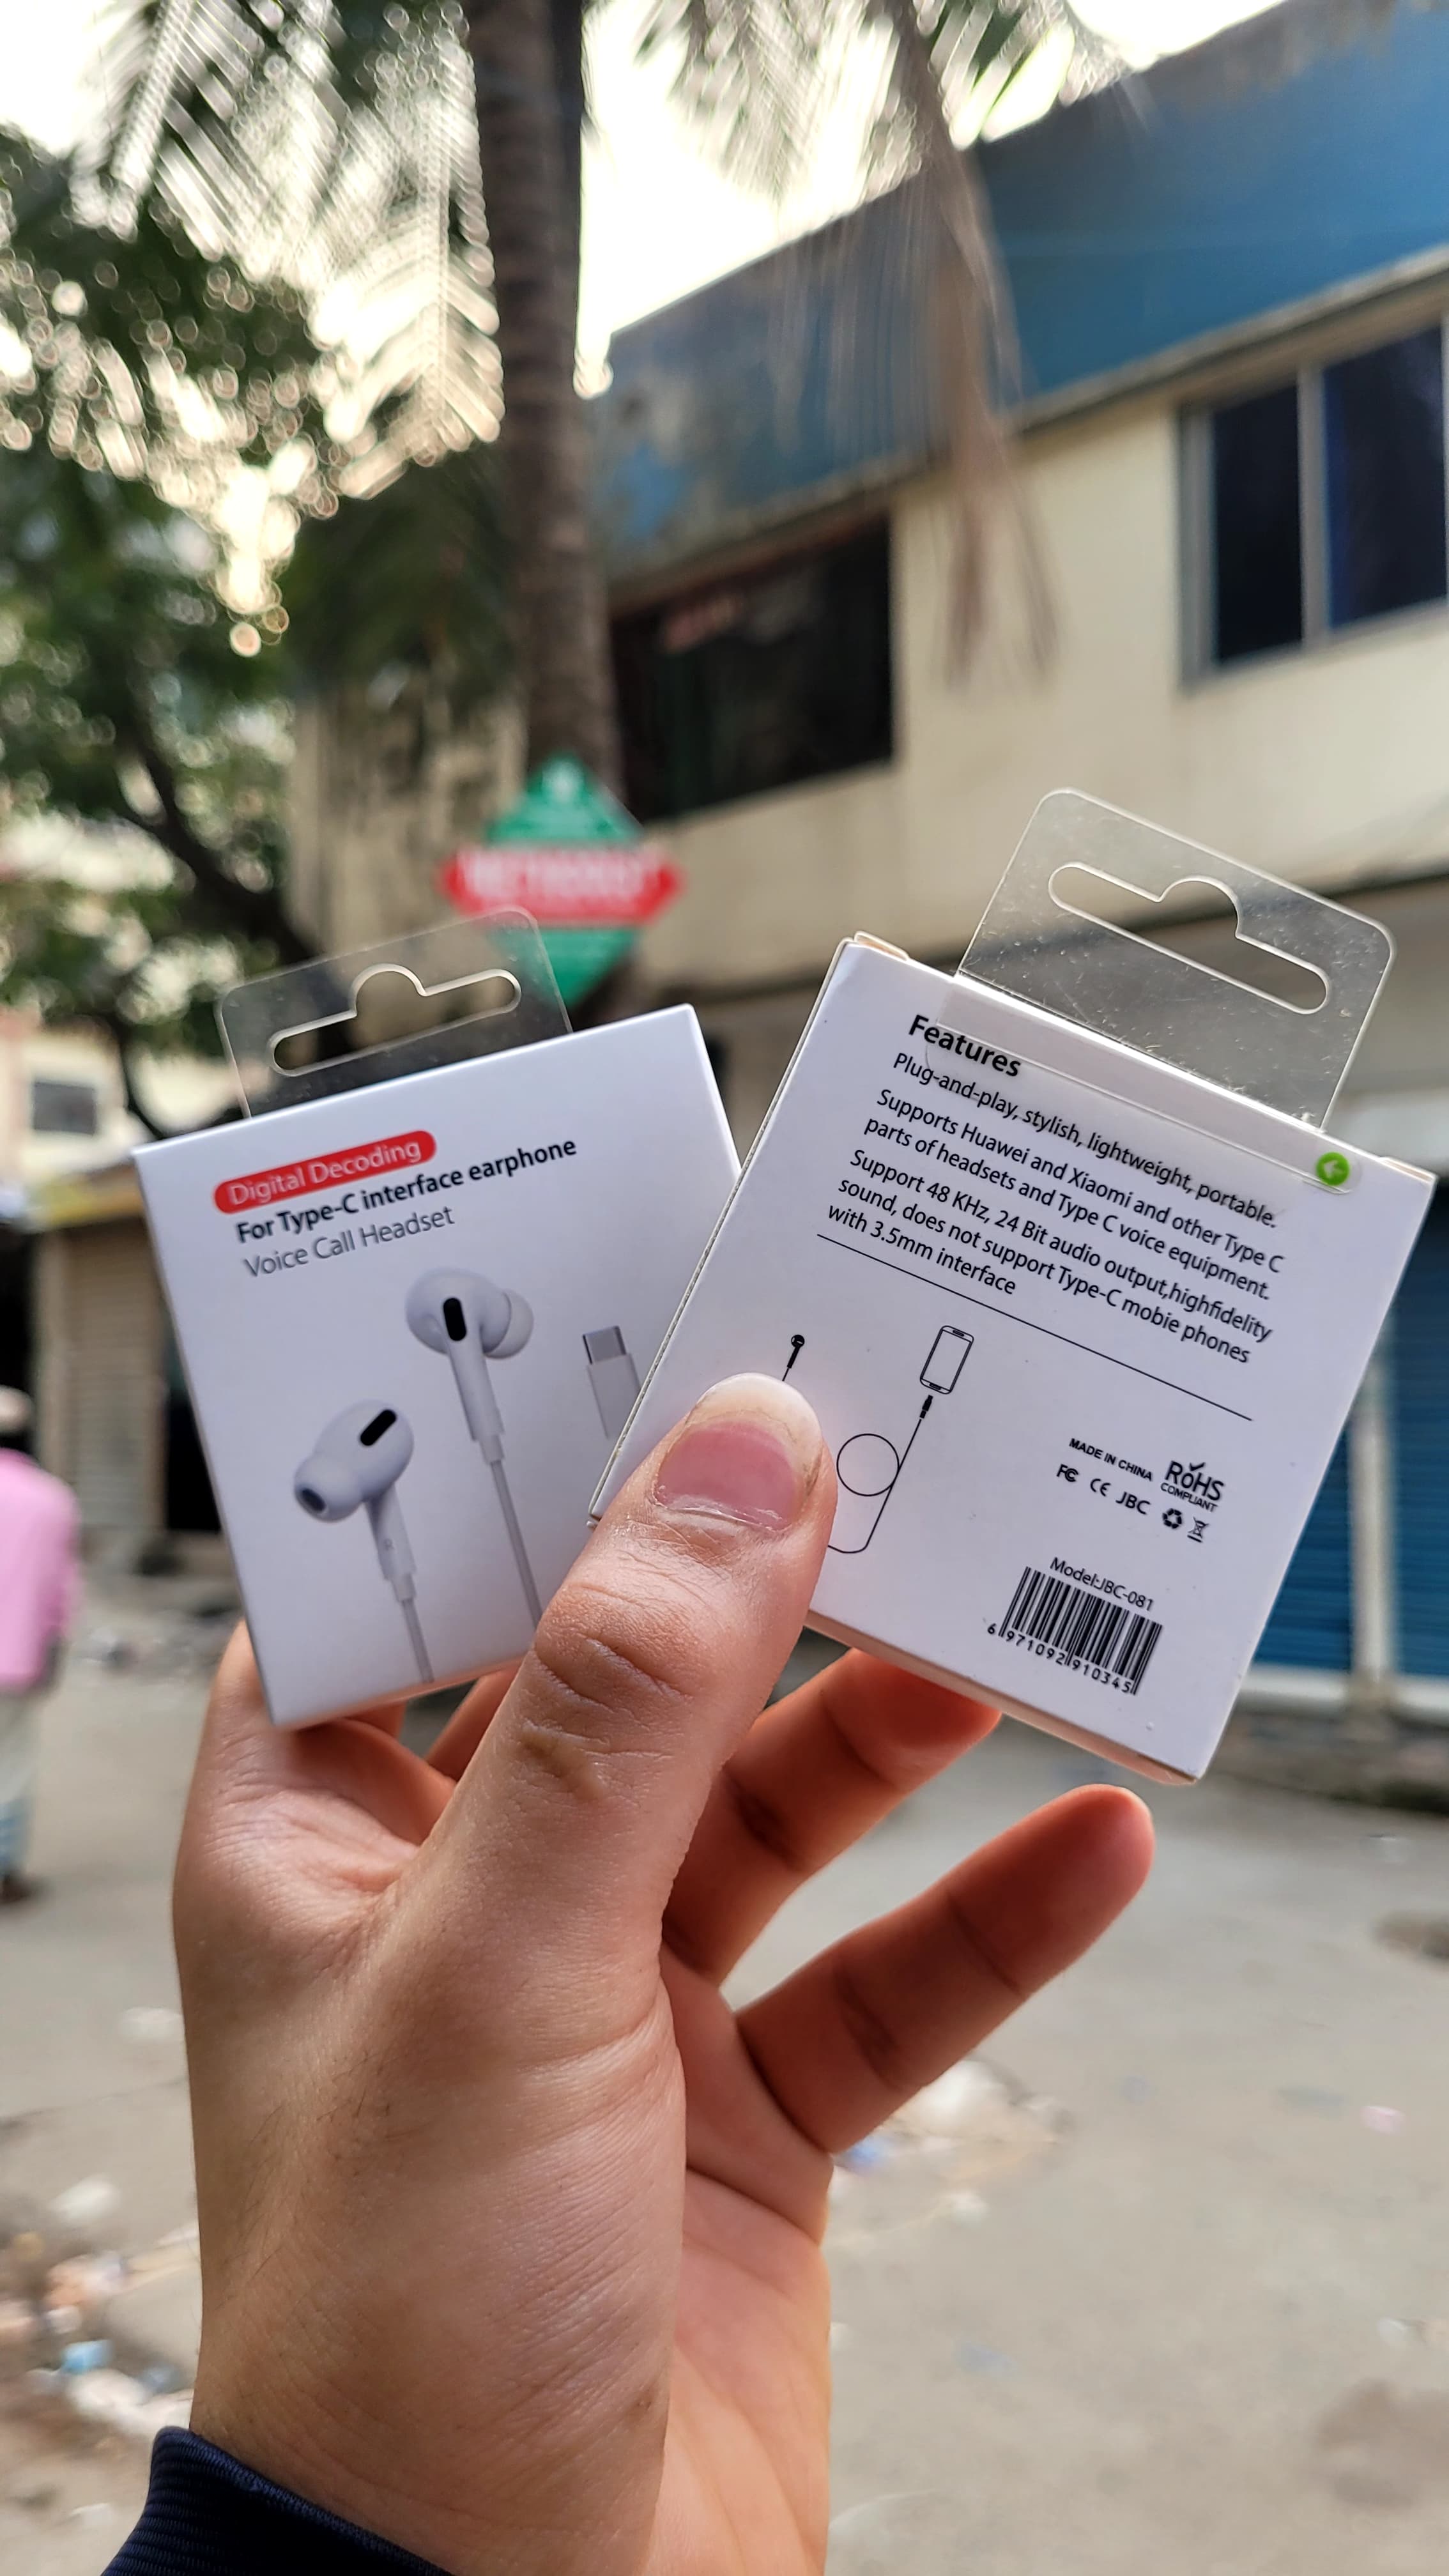 Digital Decoding
For Type-C interface earphone
Voice Call Headset
R
Features
Plug-and-play, stylish, lightweight, portable.
Supports Huawei and Xiaomi and other Type C
parts of headsets and Type C voice equipment.
Support 48 KHz, 24 Bit audio output,highfidelity
sound, does not support Type-C mobie phones
with 3.5mm interface
MADE IN CHINA
RoHS
COMPLIANT
FC CE JBC
Model:JBC-081
6 971092 910345